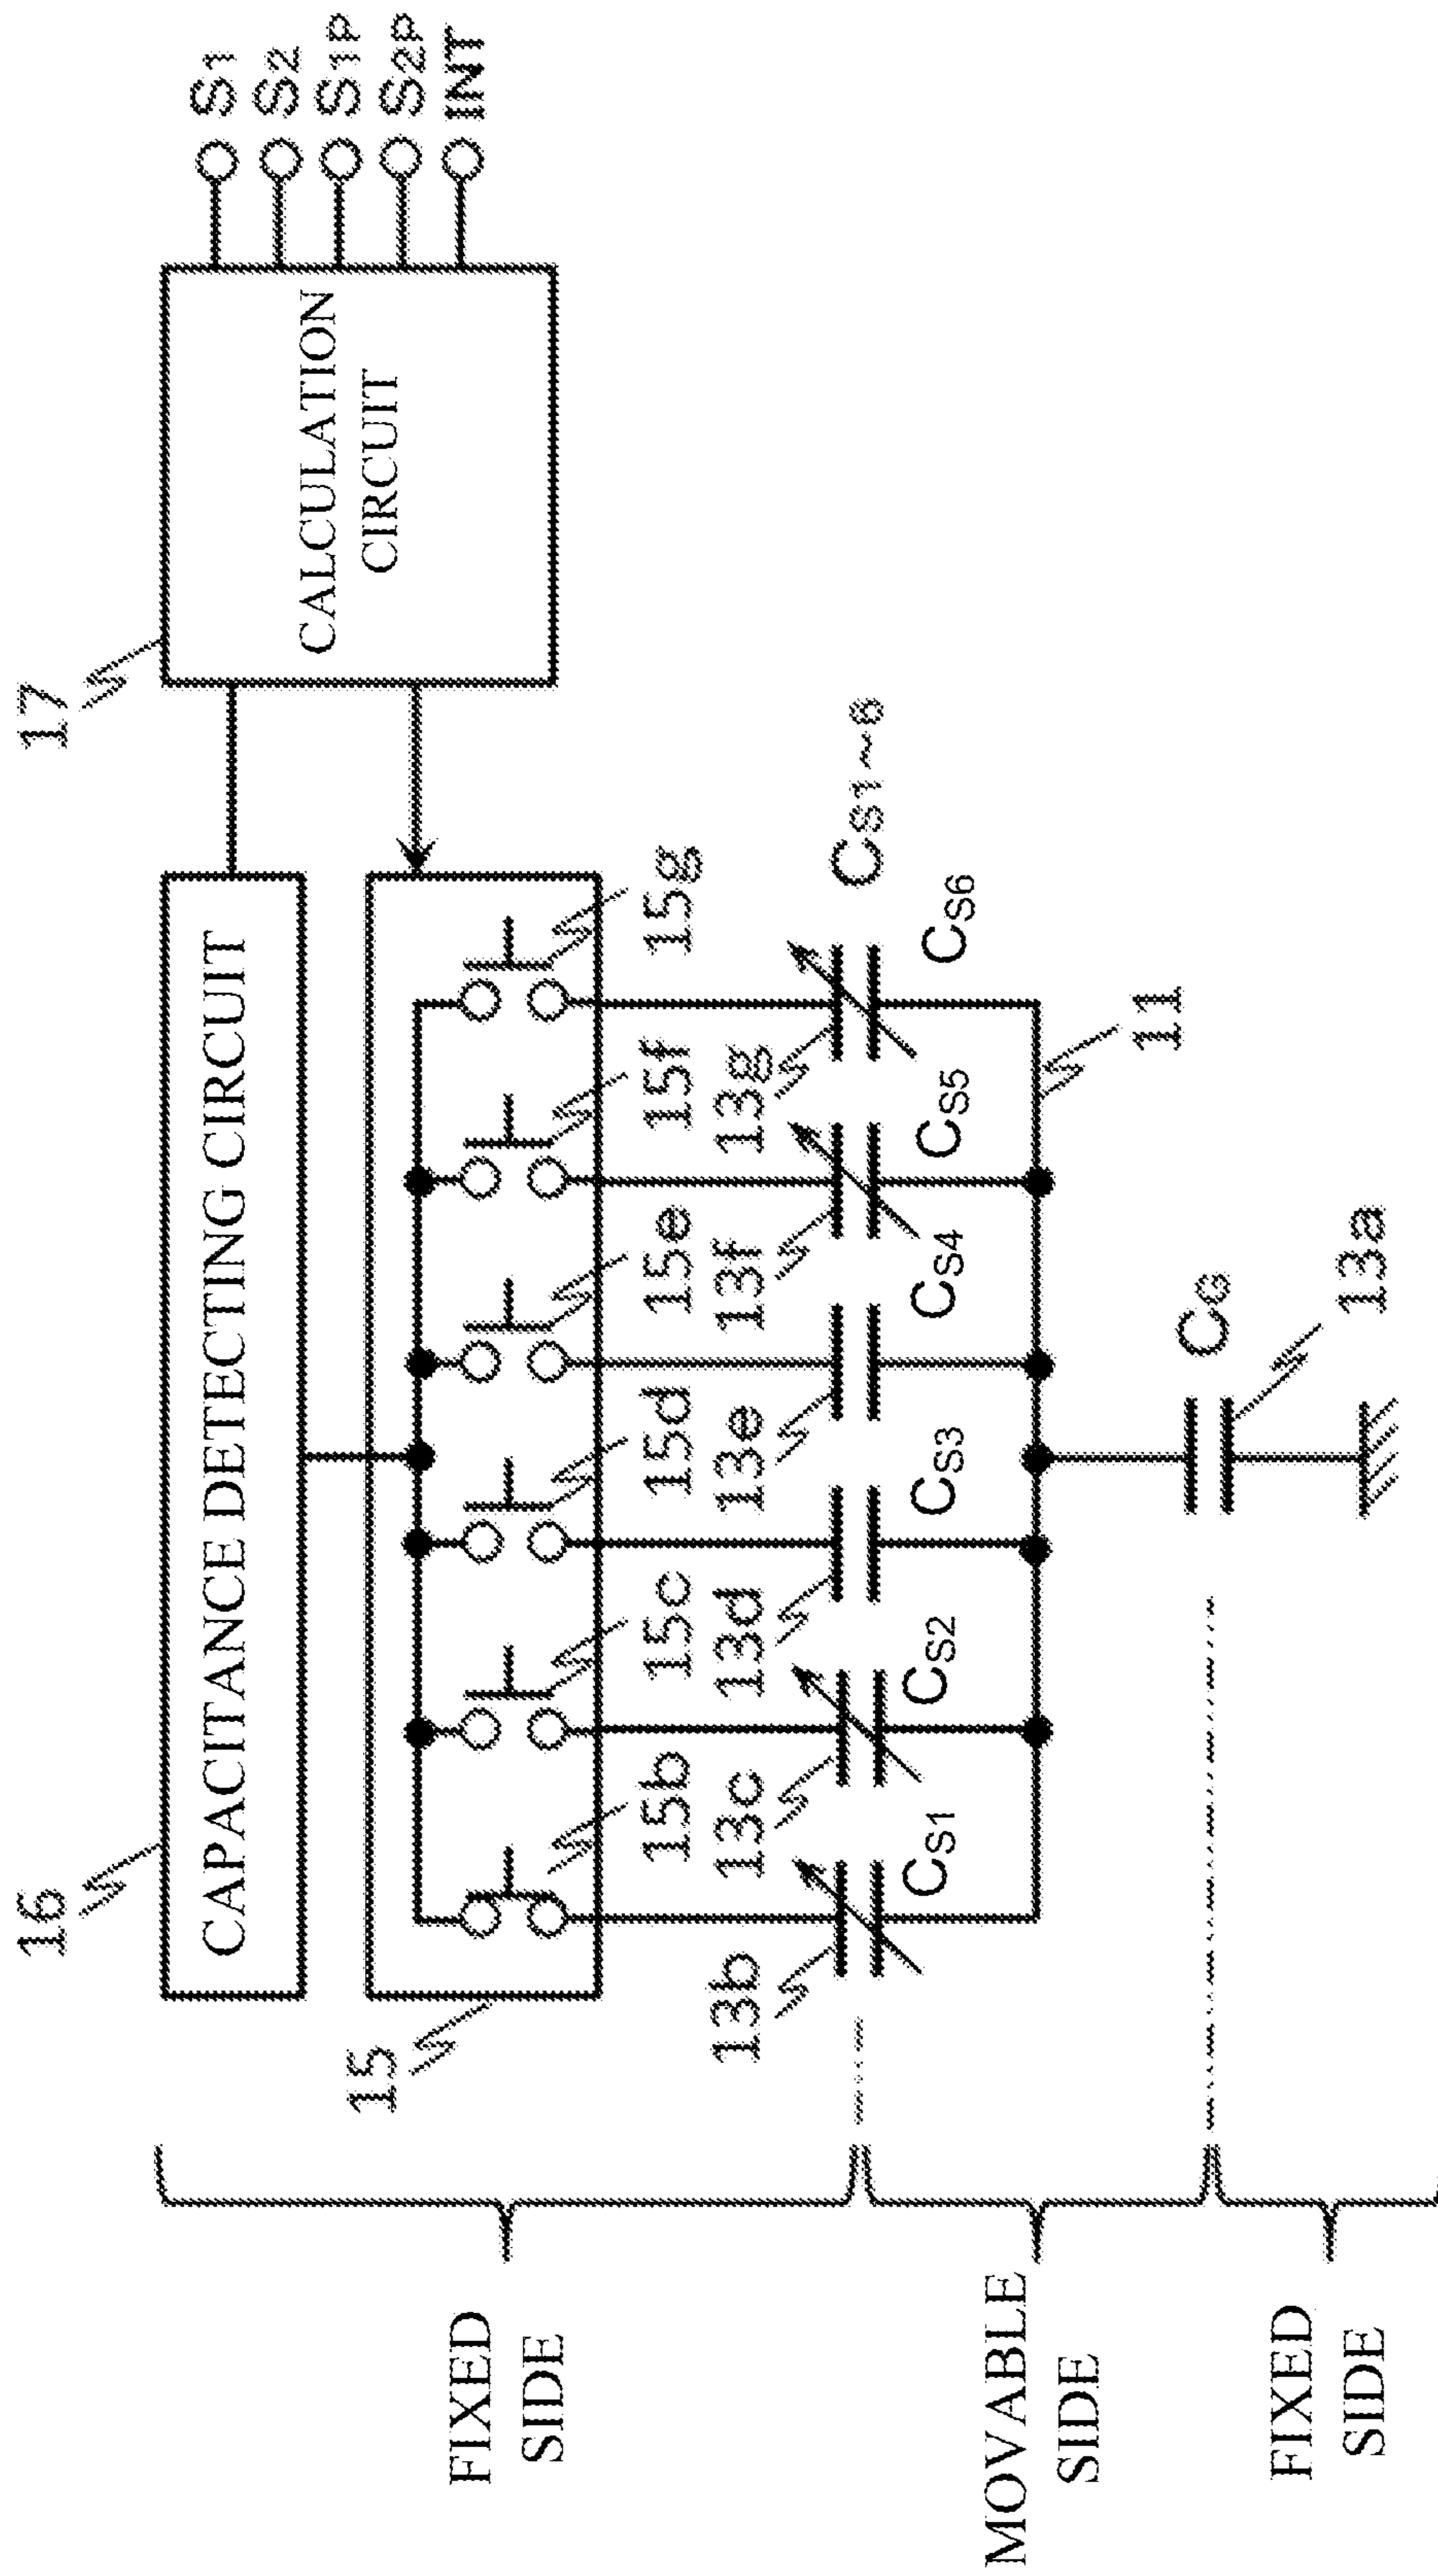 16
CAPACITANCE DETECTING CIRCUIT
17
CALCULATION
CIRCUIT
S1
S2
S1P
S2P
INT
15
15b
15c
15d
15e
15f
15g
13b
13c
13d
13e
13f
13g
CS1
CS2
CS3
CS4
CS5
CS6
CS1~6
11
CG
13a
FIXED
SIDE
MOVABLE
SIDE
FIXED
SIDE